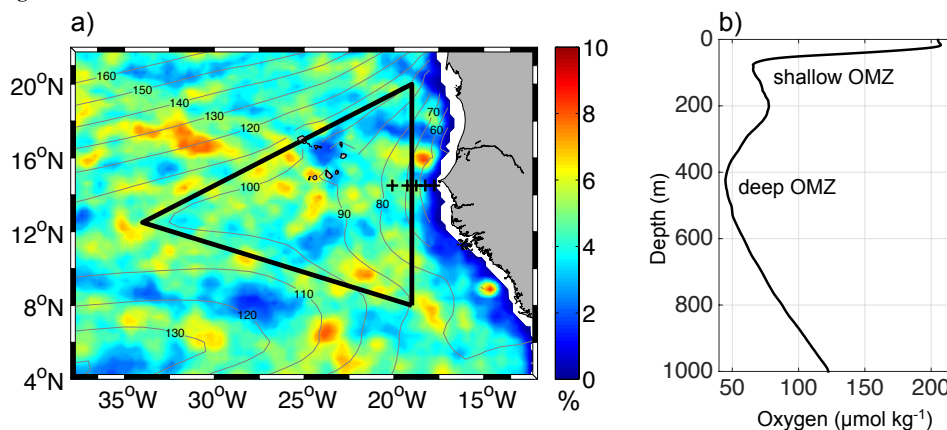 a)
20°N
16°N
12°N
8°N
4°N
35°W
30°W
25°W
20°W
15°W
160
150
140
130
120
100
90
80
70
60
110
120
130
10
8
6
4
2
0
%
b)
0
200
400
600
800
1000
Depth (m)
shallow OMZ
deep OMZ
50
100
150
200
Oxygen (µmol kg⁻¹)